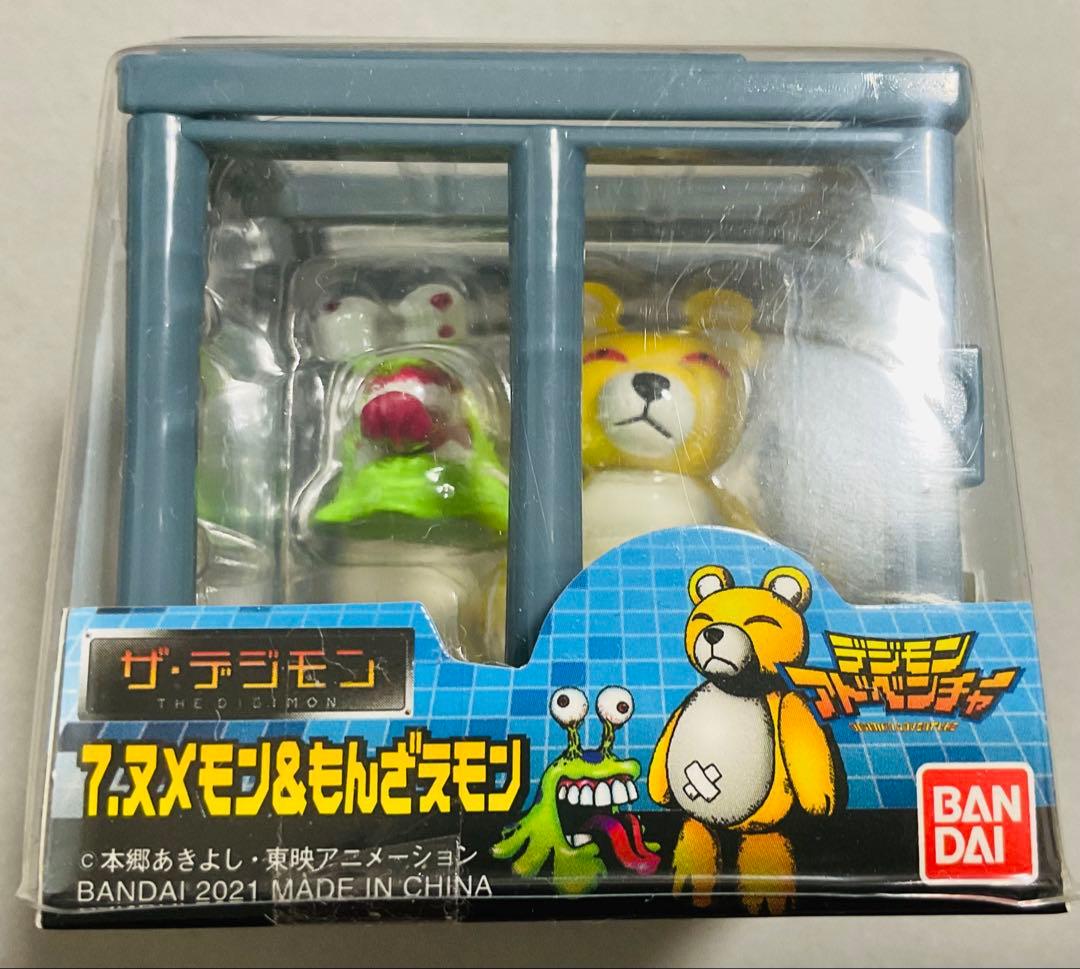 ザ・デジモン
THE DIGIMON
デジモン
アドベンチャー
7.ヌメモン&もんざえモン
BAN
DAI
©本郷あきよし・東映アニメーション
BANDAI 2021 MADE IN CHINA